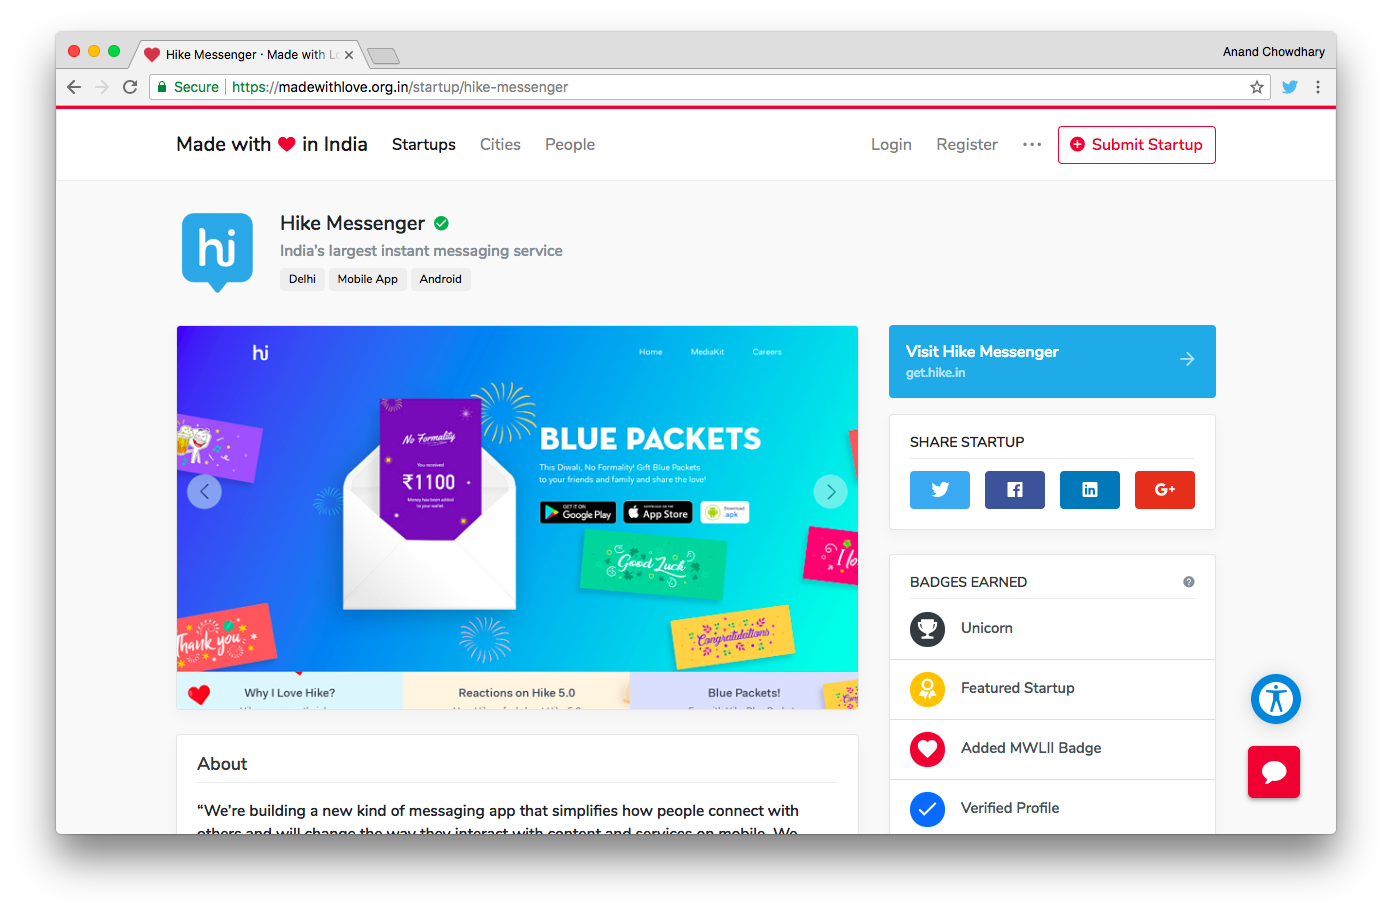 Hike Messenger · Made with Lo
Anand Chowdhary
Secure https://madewithlove.org.in/startup/hike-messenger
Made with ❤ in India Startups Cities People Login Register ••• Submit Startup
hi
Hike Messenger
India's largest instant messaging service
Delhi Mobile App Android
hi Home MediaKit Careers
No Formality
You received
₹1100
Money has been added
to your wallet.
BLUE PACKETS
This Diwali, No Formality! Gift Blue Packets
to your friends and family and share the love!
GET IT ON
Google Play
App Store
Download
.apk
Good Luck
I lo
Thank you
Congratulations
Why I Love Hike?
Reactions on Hike 5.0
Blue Packets!
About
“We're building a new kind of messaging app that simplifies how people connect with
others and will change the way they interact with content and services on mobile. We
Visit Hike Messenger
get.hike.in
SHARE STARTUP
in
G+
BADGES EARNED ?
Unicorn
Featured Startup
Added MWLII Badge
Verified Profile